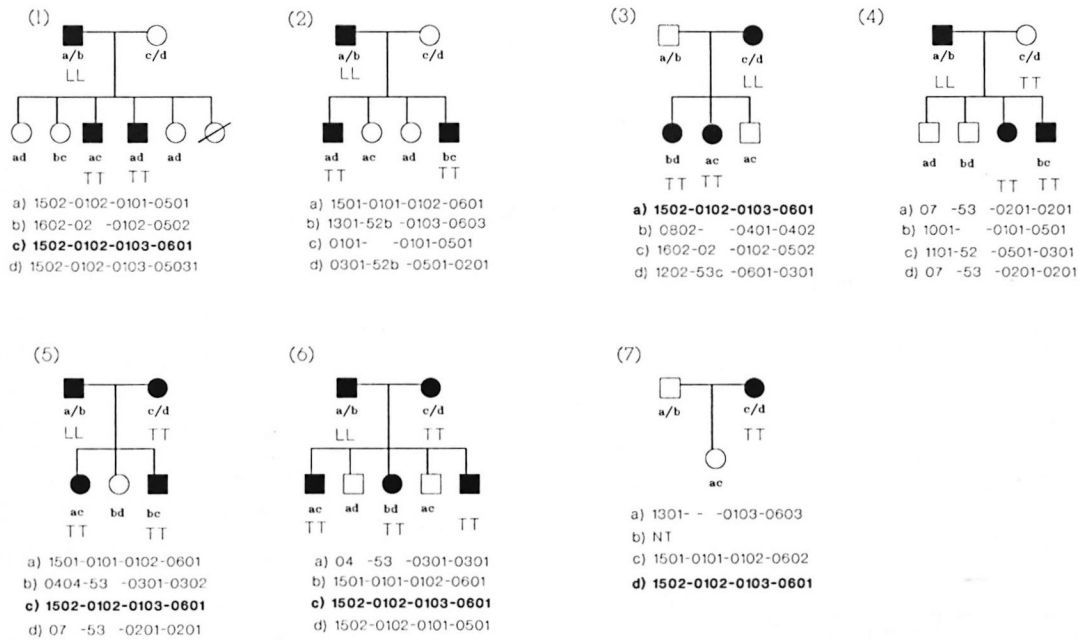 (1)
a/b c/d
LL
ad bc ac ad ad
TT TT
a) 1502-0102-0101-0501
b) 1602-02 -0102-0502
c) 1502-0102-0103-0601
d) 1502-0102-0103-05031
(2)
a/b c/d
LL
ad ac ad bc
TT TT
a) 1501-0101-0102-0601
b) 1301-52b -0103-0603
c) 0101- -0101-0501
d) 0301-52b -0501-0201
(3)
a/b c/d
LL
bd ac ac
TT TT
a) 1502-0102-0103-0601
b) 0802- -0401-0402
c) 1602-02 -0102-0502
d) 1202-53c -0601-0301
(4)
a/b c/d
LL TT
ad bd bc
TT TT
a) 07 -53 -0201-0201
b) 1001- -0101-0501
c) 1101-52 -0501-0301
d) 07 -53 -0201-0201
(5)
a/b c/d
LL TT
ac bd bc
TT TT
a) 1501-0101-0102-0601
b) 0404-53 -0301-0302
c) 1502-0102-0103-0601
d) 07 -53 -0201-0201
(6)
a/b c/d
LL TT
ac ad bd ac
TT TT TT
a) 04 -53 -0301-0301
b) 1501-0101-0102-0601
c) 1502-0102-0103-0601
d) 1502-0102-0101-0501
(7)
a/b c/d
TT
ac
a) 1301- - -0103-0603
b) NT
c) 1501-0101-0102-0602
d) 1502-0102-0103-0601